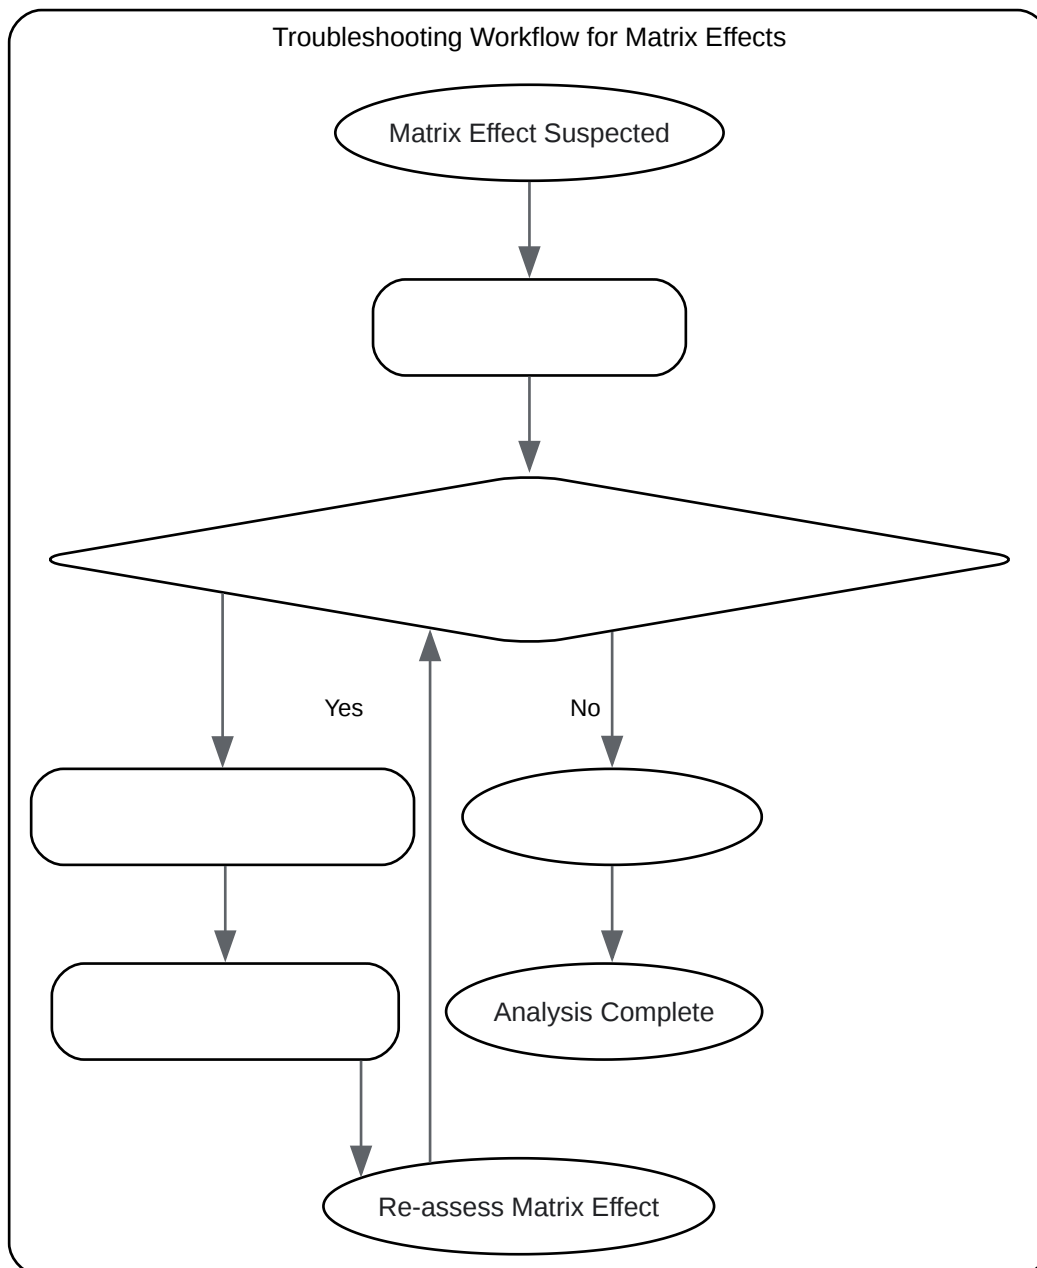 Troubleshooting Workflow for Matrix Effects
Matrix Effect Suspected
Yes
No
Analysis Complete
Re-assess Matrix Effect